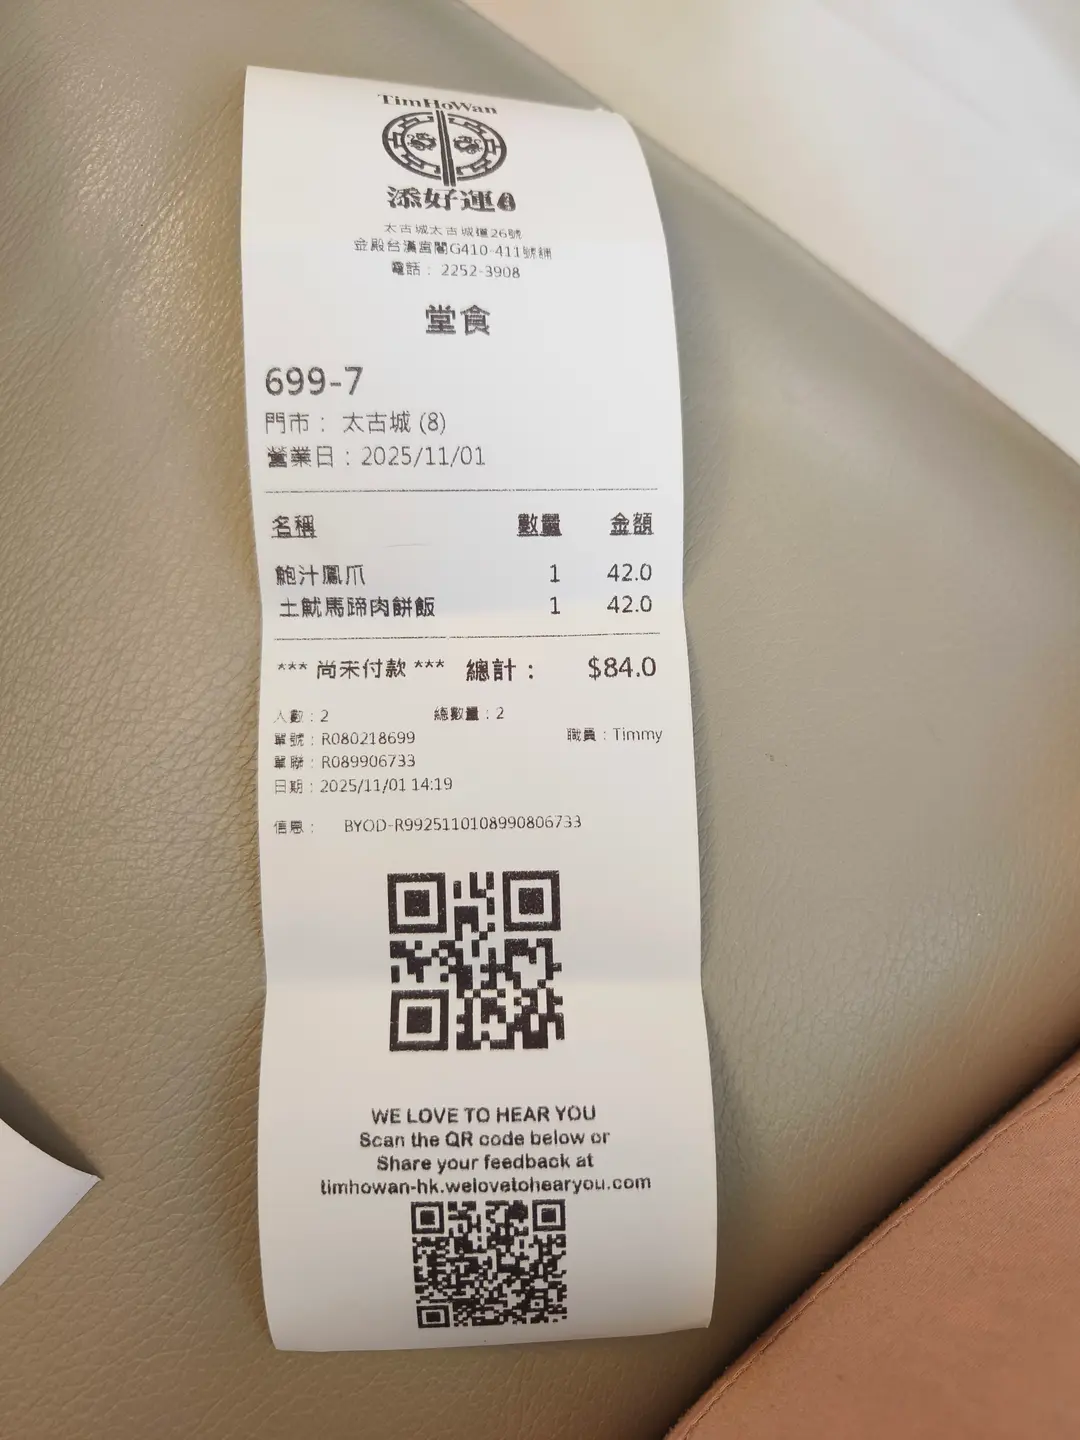 TimHoWan
添好運
太古城太古城道26號
金殿台漢宮閣G410-411號舖
電話： 2252-3908
堂食
699-7
門市： 太古城 (8)
營業日：2025/11/01
名稱 數量 金額
鮑汁鳳爪 1 42.0
土魷馬蹄肉餅飯 1 42.0
*** 尚未付款 *** 總計： $84.0
人數：2 總數量：2
單號：R080218699 職員：Timmy
單聯：R089906733
日期：2025/11/01 14:19
信息： BYOD-R9925110108990806733
WE LOVE TO HEAR YOU
Scan the QR code below or
Share your feedback at
timhowan-hk.welovetohearyou.com